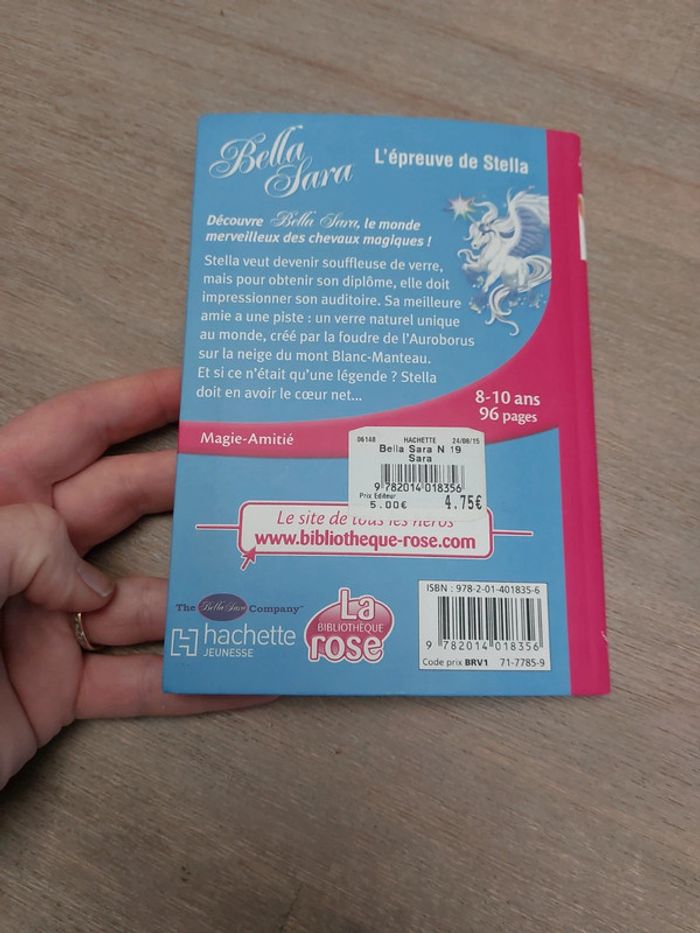 Bella Sara
L'épreuve de Stella
Découvre Bella Sara, le monde
merveilleux des chevaux magiques !
Stella veut devenir souffleuse de verre,
mais pour obtenir son diplôme, elle doit
impressionner son auditoire. Sa meilleure
amie a une piste : un verre naturel unique
au monde, créé par la foudre de l'Auroborus
sur la neige du mont Blanc-Manteau.
Et si ce n'était qu'une légende ? Stella
doit en avoir le cœur net...
8-10 ans
96 pages
Magie-Amitié
06148 HACHETTE 24/08/15
Bella Sara N 19
Sara
9 782014 018356
Prix Editeur
5.00€ 4.75€
Le site de tous les héros
www.bibliotheque-rose.com
The Bella Sara Company™
hachette
JEUNESSE
La
BIBLIOTHÈQUE
rose
ISBN : 978-2-01-401835-6
9 782014 018356
Code prix BRV1 71-7785-9